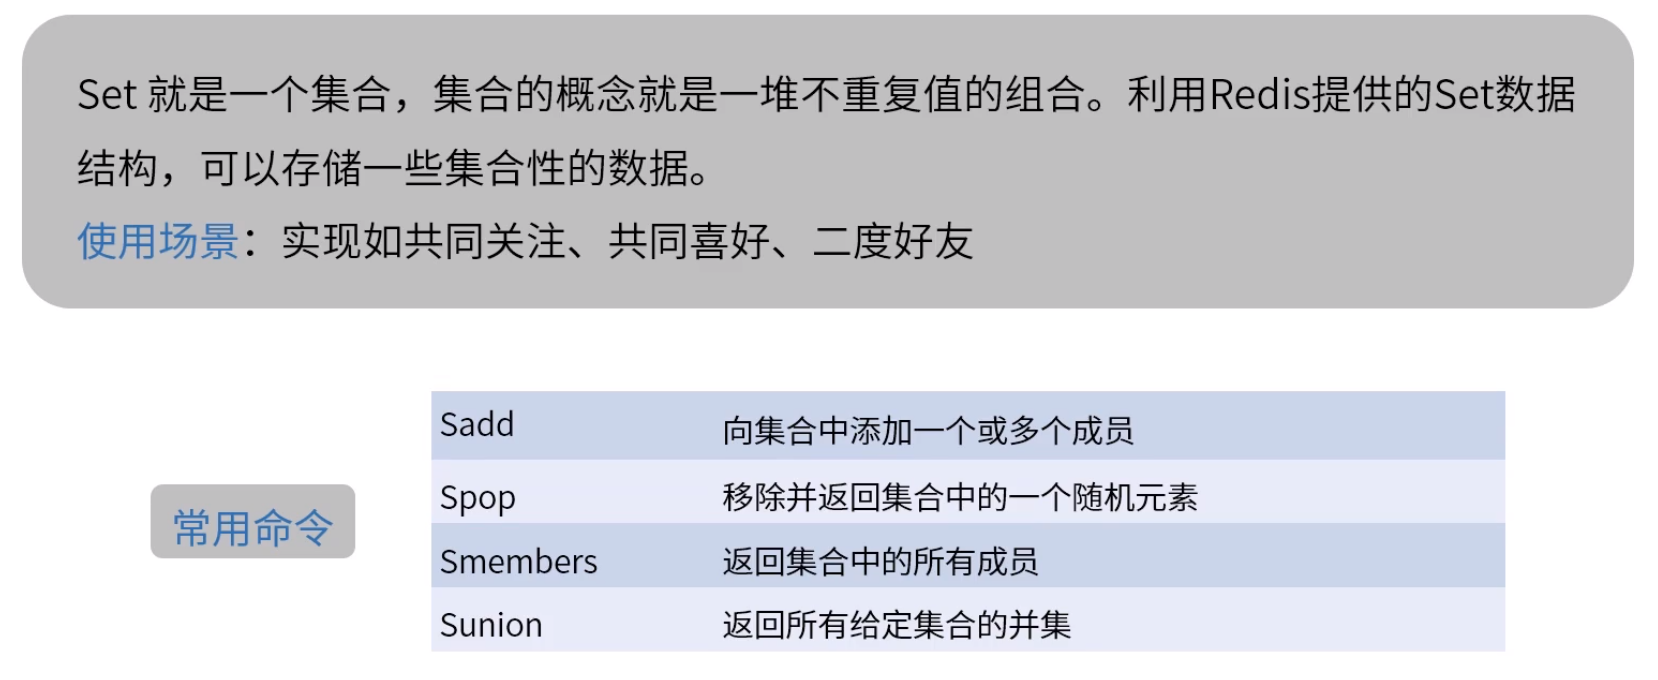 Set 就是一个集合，集合的概念就是一堆不重复值的组合。利用Redis提供的Set数据
结构，可以存储一些集合性的数据。
使用场景：实现如共同关注、共同喜好、二度好友
常用命令
Sadd 向集合中添加一个或多个成员
Spop 移除并返回集合中的一个随机元素
Smembers 返回集合中的所有成员
Sunion 返回所有给定集合的并集